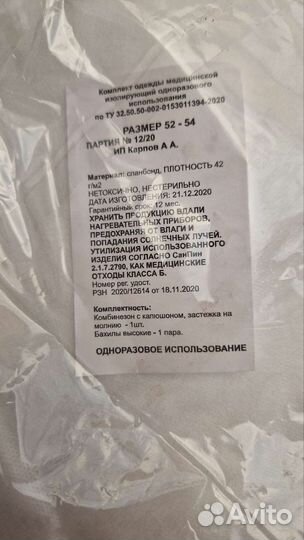 Комплект одежды медицинской
изолирующий одноразового
использования
по ТУ 32.50.50-002-0153011394-2020
РАЗМЕР 52 - 54
ПАРТИЯ № 12/20
ИП Карпов А А.
Материал: спанбонд, ПЛОТНОСТЬ 42
г/м2
НЕТОКСИЧНО, НЕСТЕРИЛЬНО
ДАТА ИЗГОТОВЛЕНИЯ: 21.12.2020
Гарантийный срок: 12 мес.
ХРАНИТЬ ПРОДУКЦИЮ ВДАЛИ
НАГРЕВАТЕЛЬНЫХ ПРИБОРОВ,
ПРЕДОХРАНЯЯ ОТ ВЛАГИ И
ПОПАДАНИЯ СОЛНЕЧНЫХ ЛУЧЕЙ.
УТИЛИЗАЦИЯ ИСПОЛЬЗОВАННОГО
ИЗДЕЛИЯ СОГЛАСНО СанПин
2.1.7.2790, КАК МЕДИЦИНСКИЕ
ОТХОДЫ КЛАССА Б.
Номер рег. удост.
РЗН 2020/12614 от 18.11.2020
Комплектность:
Комбинезон с капюшоном, застежка на
молнии - 1шт.
Бахилы высокие - 1 пара.
ОДНОРАЗОВОЕ ИСПОЛЬЗОВАНИЕ
Avito